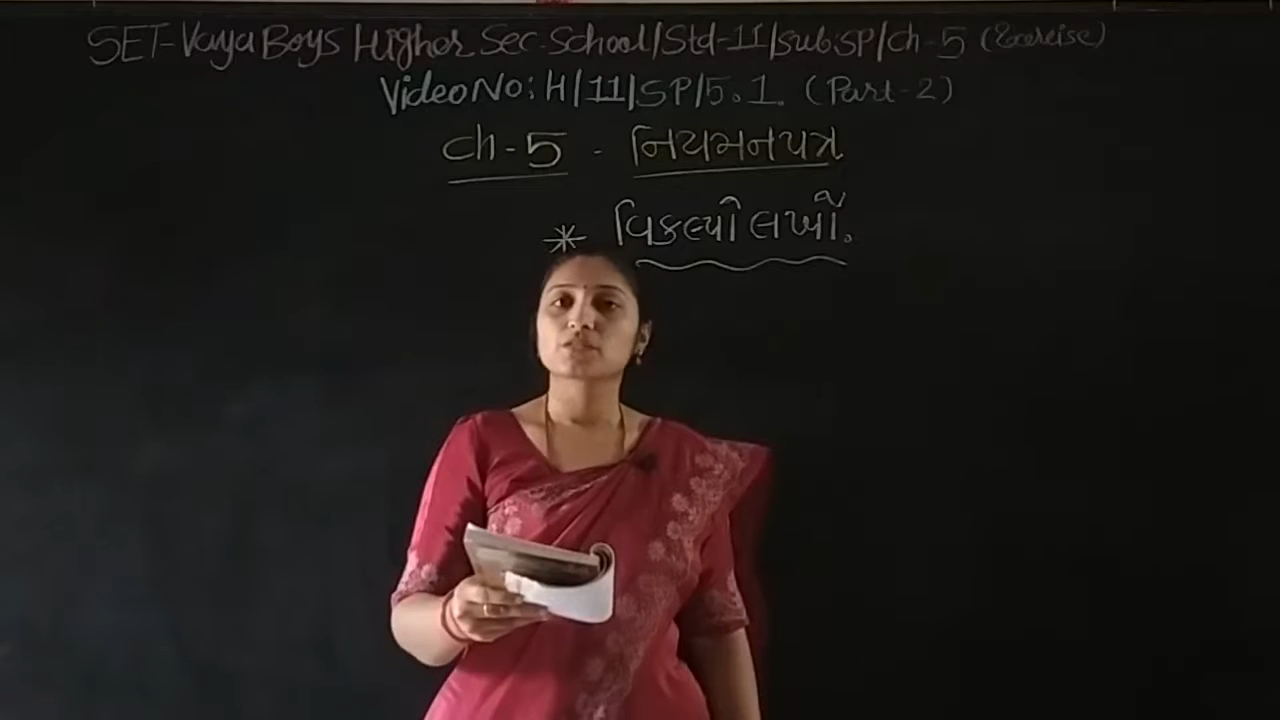 SET-Vaya Boys Higher Sec. School/Std-11/Sub:SP/Ch-5 (Exercise)
Video No: H/11/SP/5.1. (Part-2)
Ch-5 - નિયમનપત્ર
* વિકલ્પો લખો.